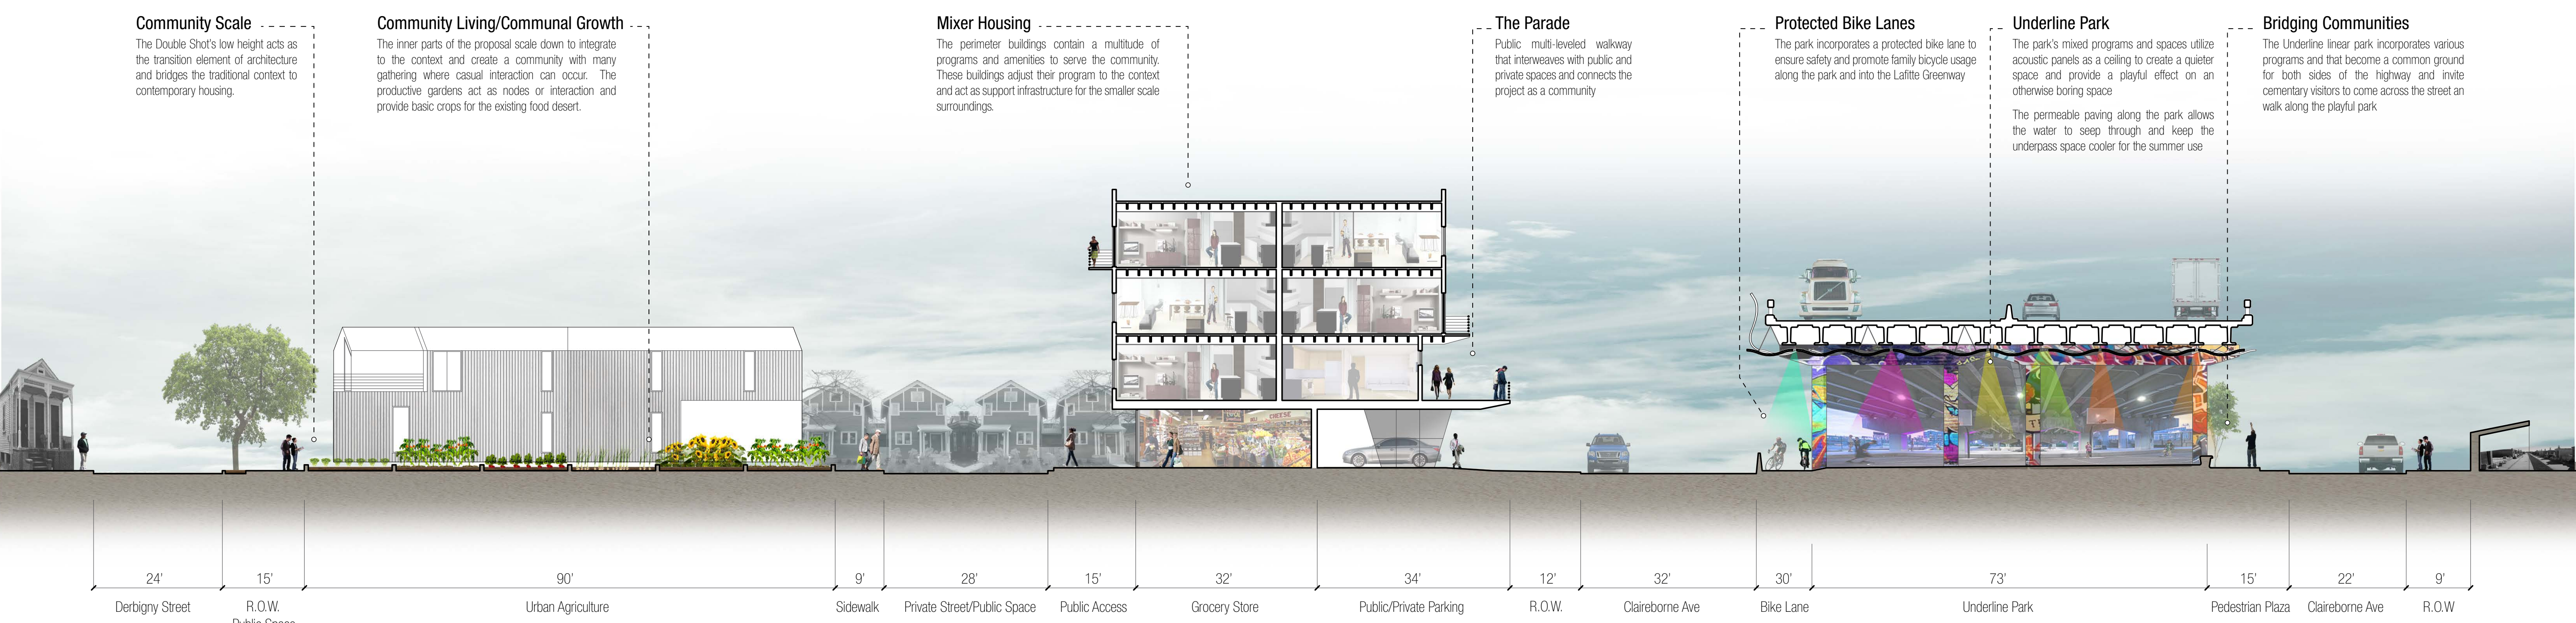 Community Scale
The Double Shot's low height acts as
the transition element of architecture
and bridges the traditional context to
contemporary housing.
Community Living/Communal Growth
The inner parts of the proposal scale down to integrate
to the context and create a community with many
gathering where casual interaction can occur. The
productive gardens act as nodes or interaction and
provide basic crops for the existing food desert.
Mixer Housing
The perimeter buildings contain a multitude of
programs and amenities to serve the community.
These buildings adjust their program to the context
and act as support infrastructure for the smaller scale
surroundings.
The Parade
Public multi-leveled walkway
that interweaves with public and
private spaces and connects the
project as a community
Protected Bike Lanes
The park incorporates a protected bike lane to
ensure safety and promote family bicycle usage
along the park and into the Lafitte Greenway
Underline Park
The park's mixed programs and spaces utilize
acoustic panels as a ceiling to create a quieter
space and provide a playful effect on an
otherwise boring space
The permeable paving along the park allows
the water to seep through and keep the
underpass space cooler for the summer use
Bridging Communities
The Underline linear park incorporates various
programs and that become a common ground
for both sides of the highway and invite
cementary visitors to come across the street an
walk along the playful park
CHEESE
24' 15' 90' 9' 28' 15' 32' 34' 12' 32' 30' 73' 15' 22' 9'
Derbigny Street R.O.W. Urban Agriculture Sidewalk Private Street/Public Space Public Access Grocery Store Public/Private Parking R.O.W. Claireborne Ave Bike Lane Underline Park Pedestrian Plaza Claireborne Ave R.O.W
Public Space